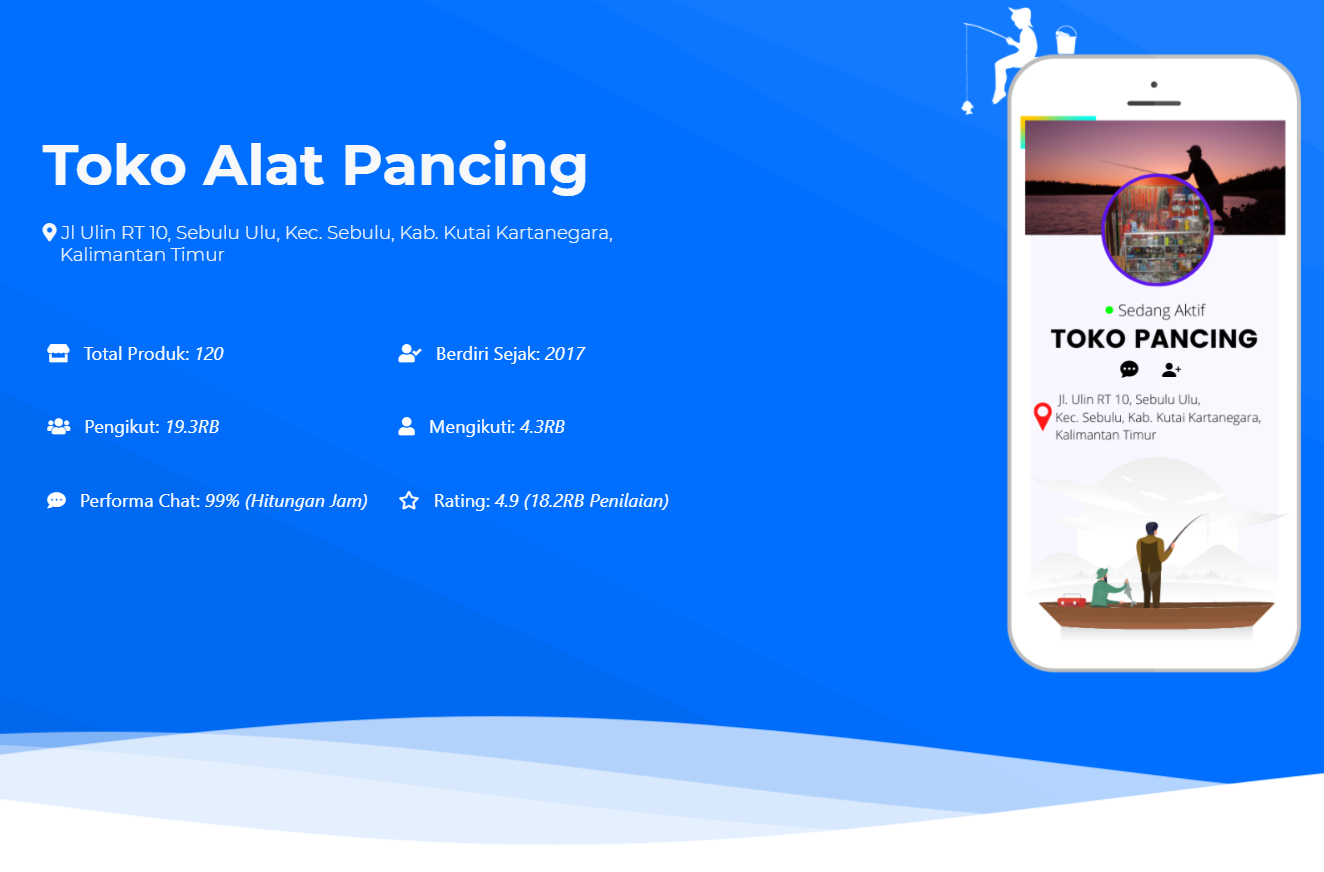 Toko Alat Pancing
Jl Ulin RT 10, Sebulu Ulu, Kec. Sebulu, Kab. Kutai Kartanegara,
Kalimantan Timur
Total Produk: 120
Berdiri Sejak: 2017
Pengikut: 19.3RB
Mengikuti: 4.3RB
Performa Chat: 99% (Hitungan Jam)
Rating: 4.9 (18.2RB Penilaian)
Sedang Aktif
TOKO PANCING
Jl. Ulin RT 10, Sebulu Ulu,
Kec. Sebulu, Kab. Kutai Kartanegara,
Kalimantan Timur